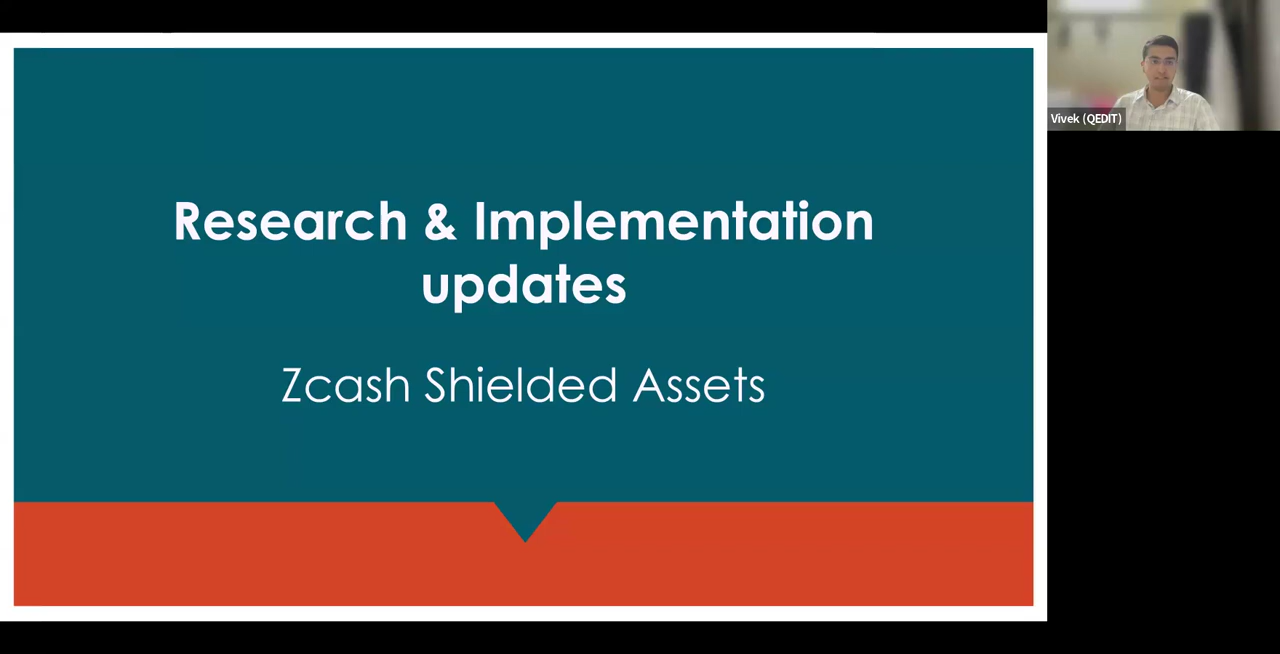 Research & Implementation
updates
Zcash Shielded Assets
Vivek (QEDIT)